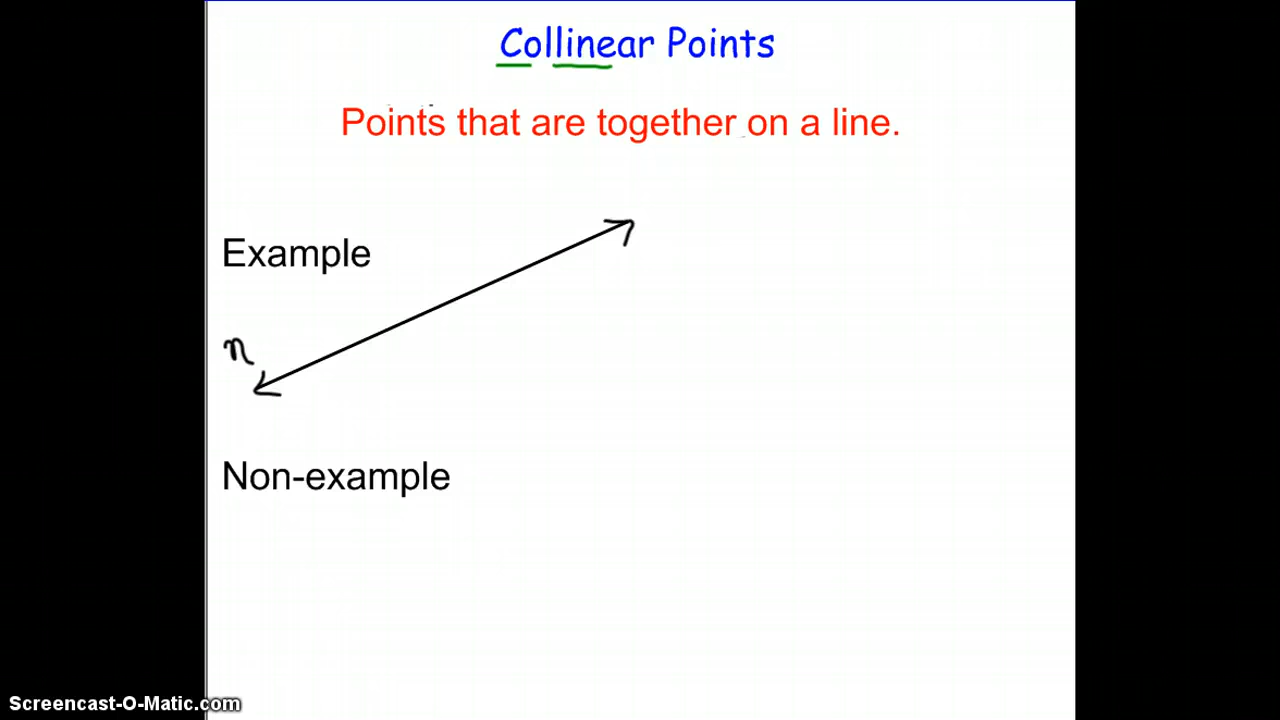 Collinear Points
Points that are together on a line.
Example
n
Non-example
Screencast-O-Matic.com